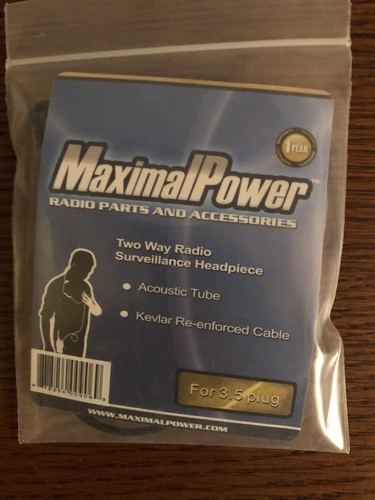 1 YEAR
MaximalPower™
RADIO PARTS AND ACCESSORIES
Two Way Radio
Surveillance Headpiece
Acoustic Tube
Kevlar Re-enforced Cable
For 3.5 plug
WWW.MAXIMALPOWER.COM